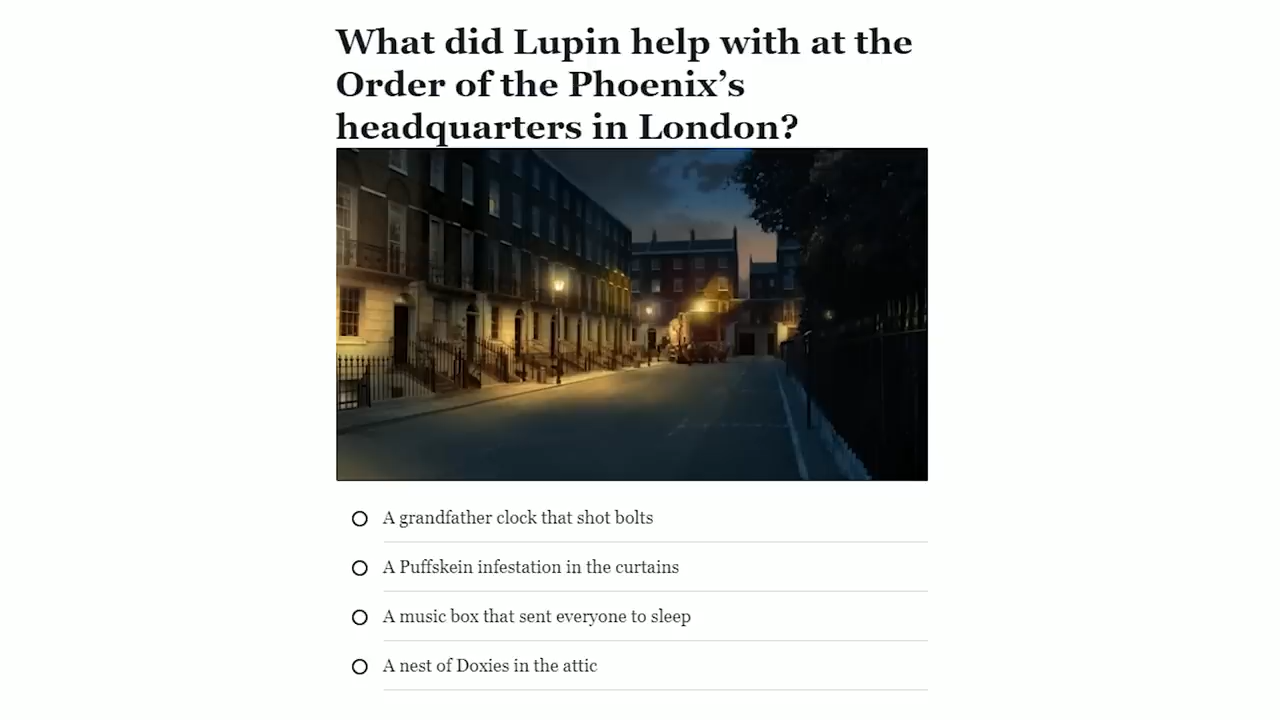 What did Lupin help with at the
Order of the Phoenix’s
headquarters in London?
A grandfather clock that shot bolts
A Puffskein infestation in the curtains
A music box that sent everyone to sleep
A nest of Doxies in the attic